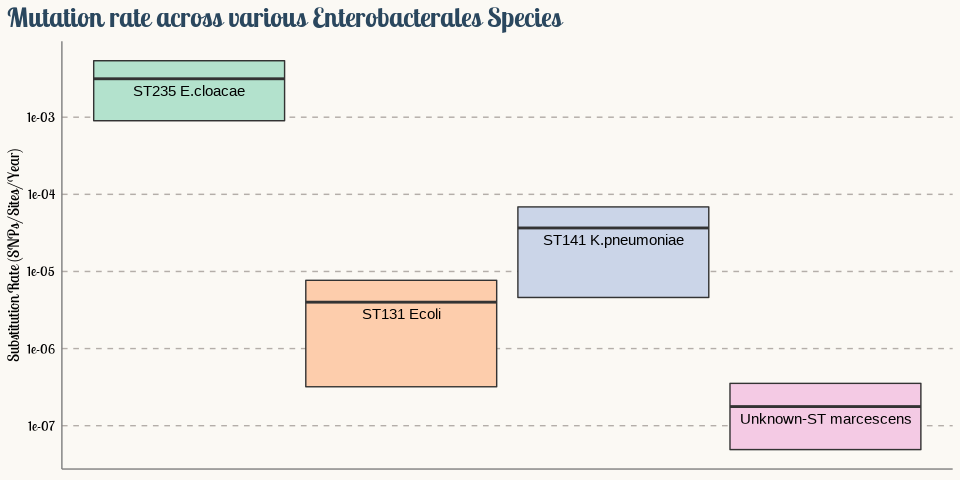 Mutation rate across various Enterobacterales Species
Substitution Rate (SNPs/Sites/Year)
1e-03
1e-04
1e-05
1e-06
1e-07
ST235 E.cloacae
ST131 Ecoli
ST141 K.pneumoniae
Unknown-ST marcescens